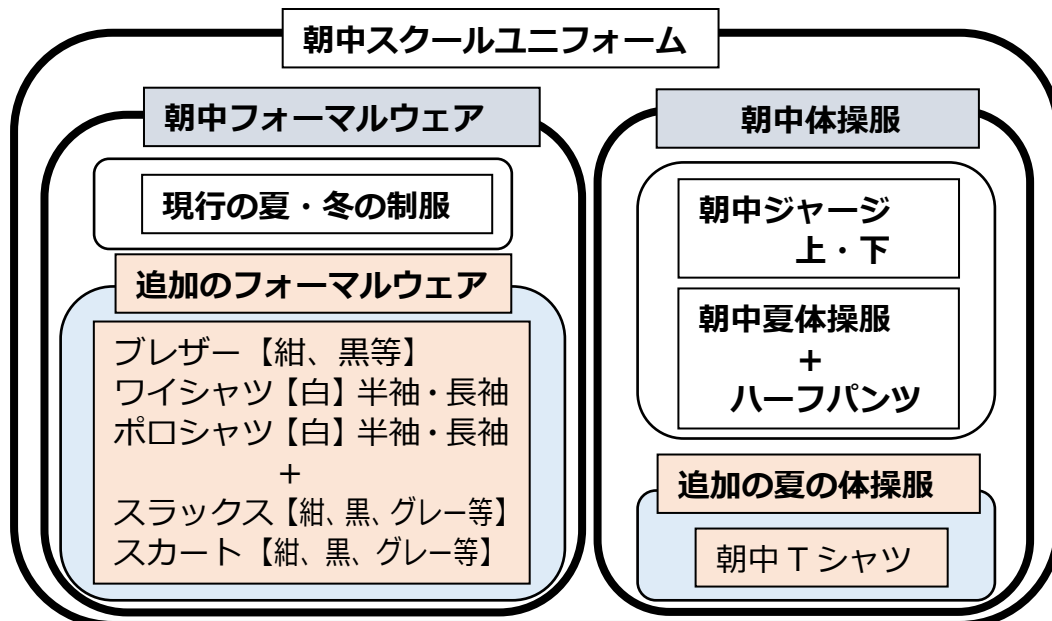 朝中スクールユニフォーム
朝中フォーマルウェア
現行の夏・冬の制服
追加のフォーマルウェア
ブレザー【紺、黒等】
ワイシャツ【白】半袖・長袖
ポロシャツ【白】半袖・長袖
+
スラックス【紺、黒、グレー等】
スカート【紺、黒、グレー等】
朝中体操服
朝中ジャージ
上・下
朝中夏体操服
+
ハーフパンツ
追加の夏の体操服
朝中Tシャツ